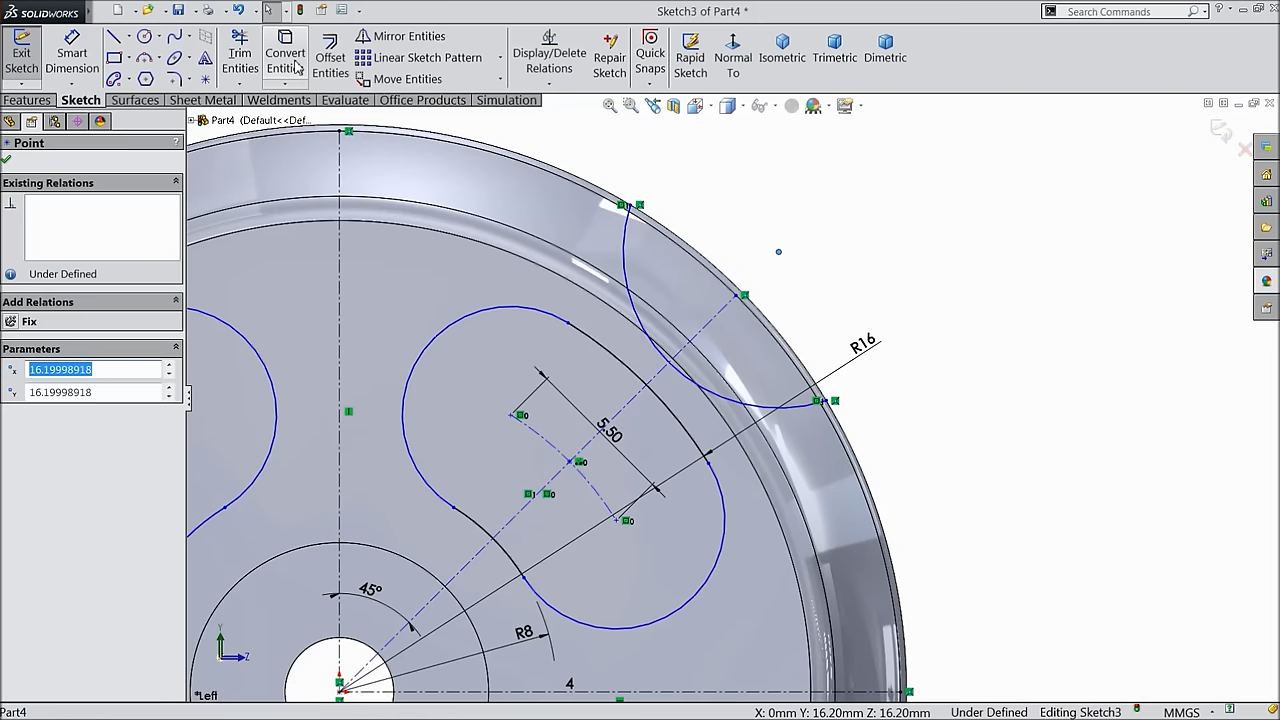 SOLIDWORKS
Sketch3 of Part4 *
Search Commands
Exit Sketch
Smart Dimension
Trim Entities
Convert Entities
Offset Entities
Mirror Entities
Linear Sketch Pattern
Move Entities
Display/Delete Relations
Repair Sketch
Quick Snaps
Rapid Sketch
Normal To
Isometric
Trimetric
Dimetric
Features
Sketch
Surfaces
Sheet Metal
Weldments
Evaluate
Office Products
Simulation
Part4 (Default<<Def...
Point
?
Existing Relations
Under Defined
Add Relations
Fix
Parameters
16.19998918
16.19998918
R16
5.50
45°
R8
4
Y
Z
*Left
Part4
X: 0mm Y: 16.20mm Z: 16.20mm
Under Defined
Editing Sketch3
MMGS